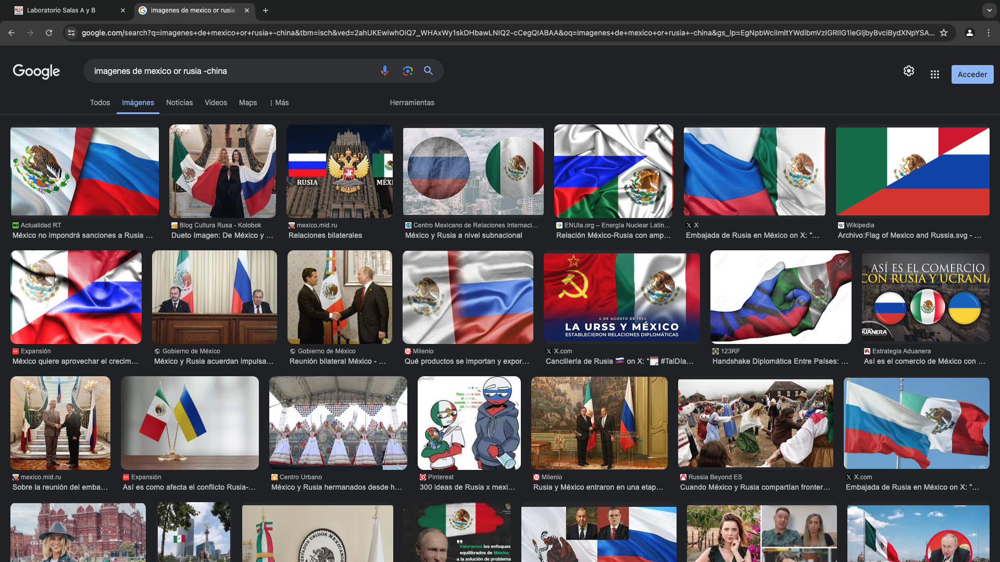 Laboratorio Salas A y B
imagenes de mexico or rusia
google.com/search?q=imagenes+de+mexico+or+rusia+-china&tbm=isch&ved=2ahUKEwiwhOiQ7_WHAxWy1skDHbawLNIQ2-cCegQIABAA&oq=imagenes+de+mexico+or+rusia+-china&gs_lp=EgNpbWciImltYWdlbmVzIGRlIG1leGljbyBvciBydXNpYSA...
Google
imagenes de mexico or rusia -china
Acceder
Todos
Imágenes
Noticias
Videos
Maps
Más
Herramientas
RUSIA
MÉXI
Actualidad RT
México no impondrá sanciones a Rusia ...
Blog Cultura Rusa - Kolobok
Dueto Imagen: De México y ...
mexico.mid.ru
Relaciones bilaterales
Centro Mexicano de Relaciones Internaci...
México y Rusia a nivel subnacional
ENUla.org – Energía Nuclear Latin...
Relación México-Rusia con amp...
X
Embajada de Rusia en México on X: "...
Wikipedia
Archivo:Flag of Mexico and Russia.svg - ...
4 DE AGOSTO DE 1924
LA URSS Y MÉXICO
ESTABLECIERON RELACIONES DIPLOMÁTICAS
ASÍ ES EL COMERCIO
CON RUSIA Y UCRANIA
Expansión
México quiere aprovechar el crecim...
Gobierno de México
México y Rusia acuerdan impulsa...
Gobierno de México
Reunión bilateral México - ...
Milenio
Qué productos se importan y expor...
X.com
Cancillería de Rusia 🇷🇺 on X: "🗓 #TalDía...
123RF
Handshake Diplomática Entre Países: ...
Estrategia Aduanera
Así es el comercio de México con ...
mexico.mid.ru
Sobre la reunión del emba...
Expansión
Así es como afecta el conflicto Rusia-...
Centro Urbano
México y Rusia hermanados desde h...
Pinterest
300 ideas de Rusia x mexi...
Milenio
Rusia y México entraron en una etap...
Russia Beyond ES
Cuando México y Rusia compartían fronter...
X.com
Embajada de Rusia en México on X: "...
ESTADOS UNIDOS MEXICANOS
Valoramos los enfoques
equilibrados de México
a la solución de problema